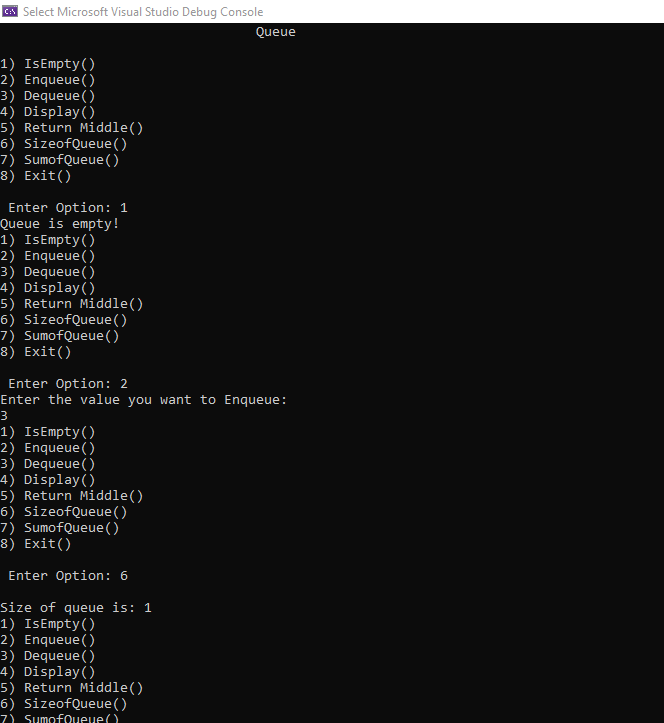 Select Microsoft Visual Studio Debug Console
Queue
1) IsEmpty()
2) Enqueue()
3) Dequeue()
4) Display()
5) Return Middle()
6) SizeofQueue()
7) SumofQueue()
8) Exit()
Enter Option: 1
Queue is empty!
1) IsEmpty()
2) Enqueue()
3) Dequeue()
4) Display()
5) Return Middle()
6) SizeofQueue()
7) SumofQueue()
8) Exit()
Enter Option: 2
Enter the value you want to Enqueue:
3
1) IsEmpty()
2) Enqueue()
3) Dequeue()
4) Display()
5) Return Middle()
6) SizeofQueue()
7) SumofQueue()
8) Exit()
Enter Option: 6
Size of queue is: 1
1) IsEmpty()
2) Enqueue()
3) Dequeue()
4) Display()
5) Return Middle()
6) SizeofQueue()
7) SumofQueue()